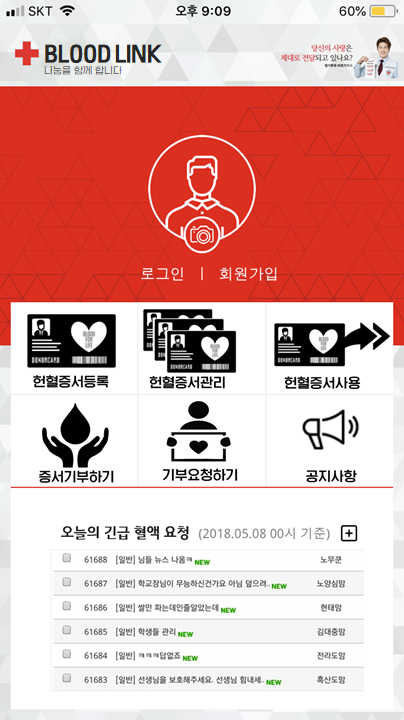 SKT 오후 9:09 60%
BLOOD LINK
나눔을 함께 합니다
당신의 사랑은
제대로 전달되고 있나요?
로그인 | 회원가입
BLOOD FOR LIFE
DONORCARD
헌혈증서등록 헌혈증서관리 헌혈증서사용
증서기부하기 기부요청하기 공지사항
오늘의 긴급 혈액 요청 (2018.05.08 00시 기준)
61688 [일반] 님들 뉴스 나옴ㅋ NEW 노무쿤
61687 [일반] 학교장님이 무능하신건가요 아님 덮으려.. NEW 노양심맘
61686 [일반] 쌀만 파는데인줄알았는데 NEW 현태맘
61685 [일반] 학생들 관리 NEW 김대중맘
61684 [일반] ㅋㅋㅋ답없죠 NEW 전라도맘
61683 [일반] 선생님을 보호해주세요. 선생님 힘내세.. NEW 흑산도맘